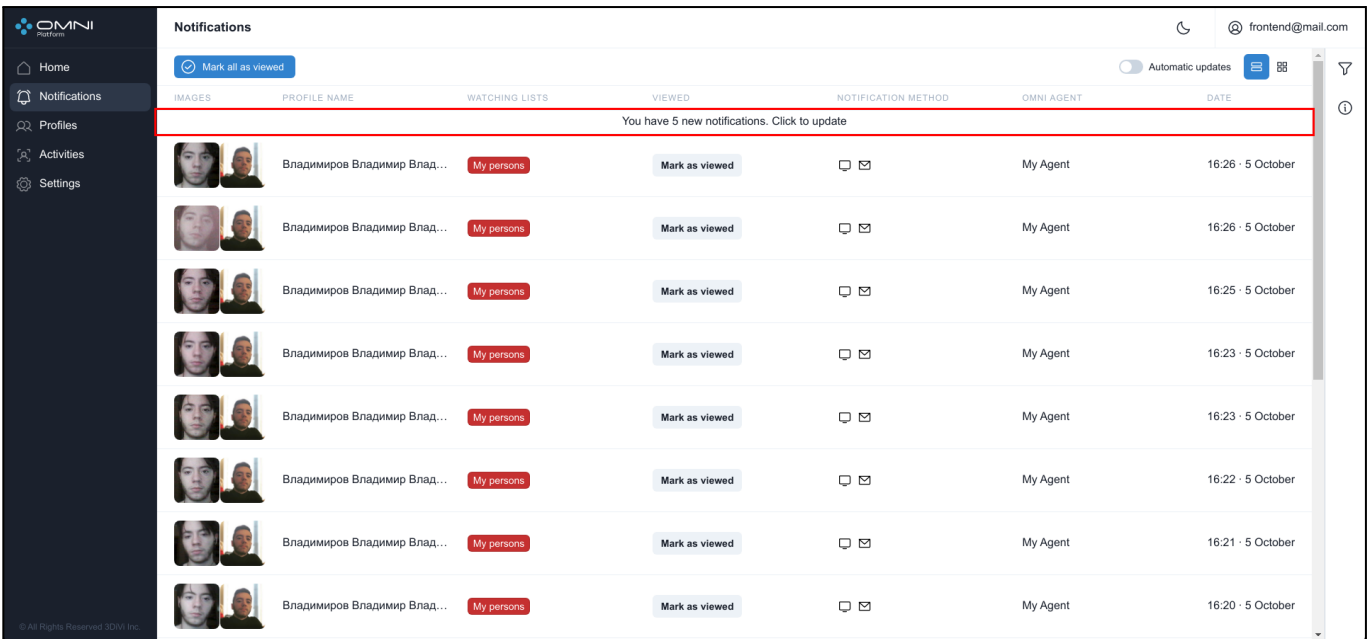 OMNI
Platform
Notifications
frontend@mail.com
Home
Notifications
Profiles
Activities
Settings
Mark all as viewed
Automatic updates
IMAGES PROFILE NAME WATCHING LISTS VIEWED NOTIFICATION METHOD OMNI AGENT DATE
You have 5 new notifications. Click to update
Владимиров Владимир Влад... My persons Mark as viewed My Agent 16:26 · 5 October
Владимиров Владимир Влад... My persons Mark as viewed My Agent 16:26 · 5 October
Владимиров Владимир Влад... My persons Mark as viewed My Agent 16:25 · 5 October
Владимиров Владимир Влад... My persons Mark as viewed My Agent 16:23 · 5 October
Владимиров Владимир Влад... My persons Mark as viewed My Agent 16:23 · 5 October
Владимиров Владимир Влад... My persons Mark as viewed My Agent 16:22 · 5 October
Владимиров Владимир Влад... My persons Mark as viewed My Agent 16:21 · 5 October
Владимиров Владимир Влад... My persons Mark as viewed My Agent 16:20 · 5 October
© All Rights Reserved 3DiVi Inc.